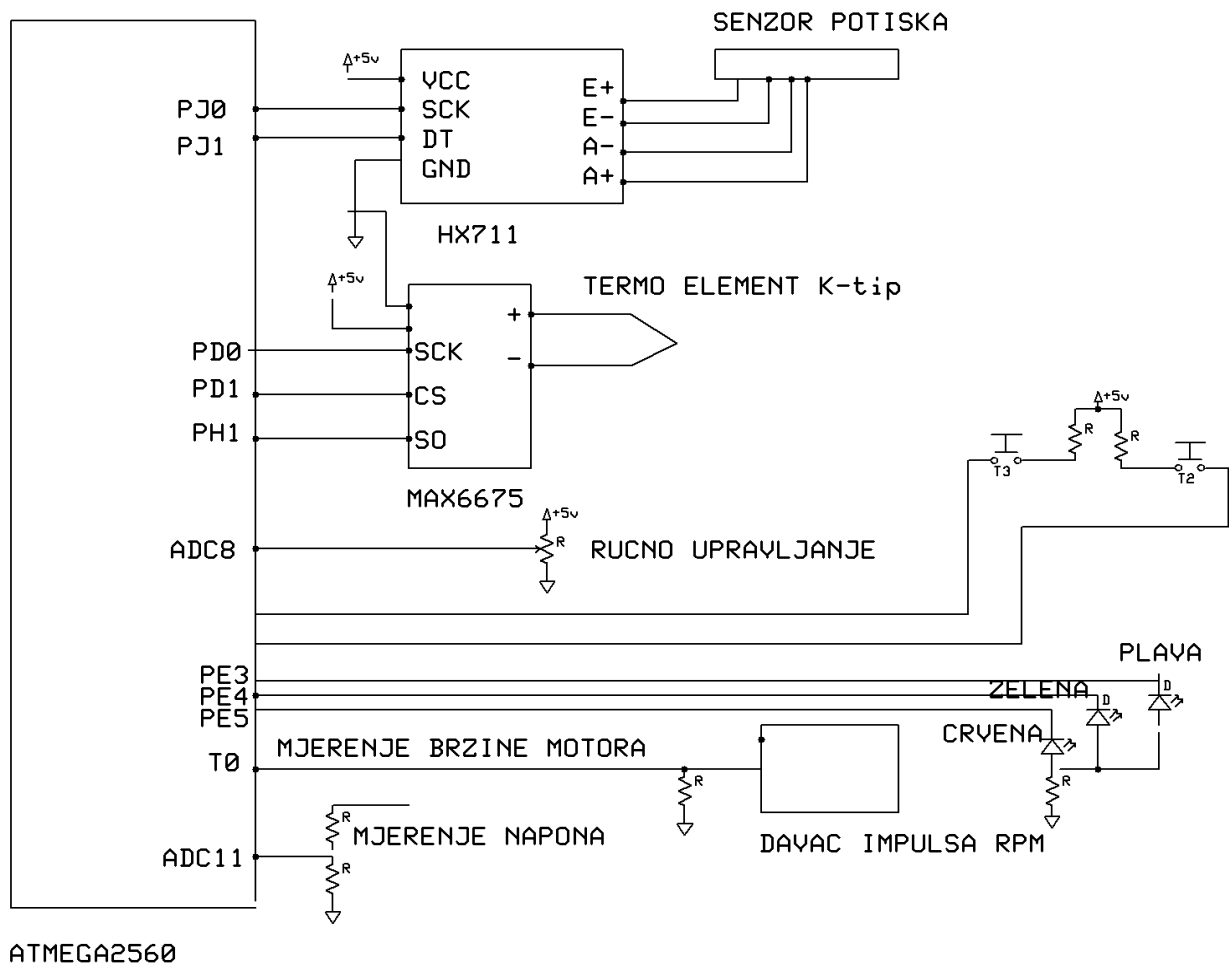 SENZOR POTISKA
+5v
VCC
E+
PJ0
SCK
E-
PJ1
DT
A-
GND
A+
HX711
+5v
TERMO ELEMENT K-tip
+
PD0
SCK
-
PD1
CS
PH1
SO
MAX6675
+5v
R
R
T3
T2
+5v
ADC8
R
RUCNO UPRAVLJANJE
PLAVA
PE3
PE4
ZELENA
D
D
PE5
CRVENA
T0
MJERENJE BRZINE MOTORA
R
R
R
MJERENJE NAPONA
DAVAC IMPULSA RPM
ADC11
R
ATMEGA2560